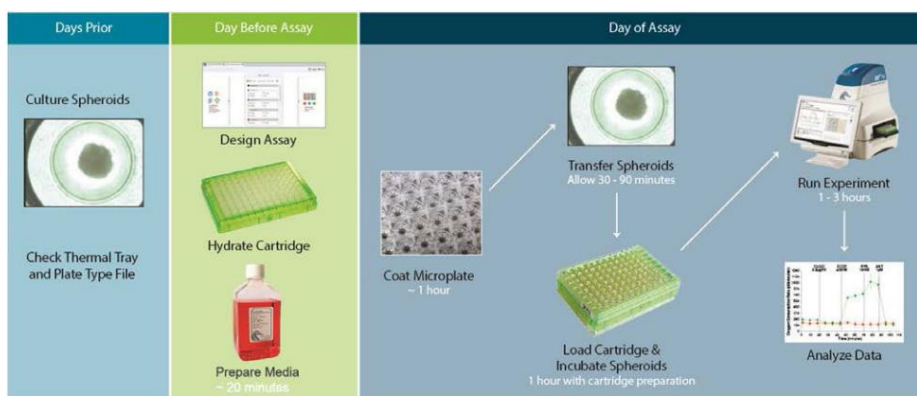 Days Prior
Culture Spheroids
Check Thermal Tray
and Plate Type File
Day Before Assay
Design Assay
Hydrate Cartridge
Prepare Media
~ 20 minutes
Day of Assay
Coat Microplate
~ 1 hour
Transfer Spheroids
Allow 30 - 90 minutes
Load Cartridge &
Incubate Spheroids
1 hour with cartridge preparation
Run Experiment
1 - 3 hours
Time (minutes)
Analyze Data